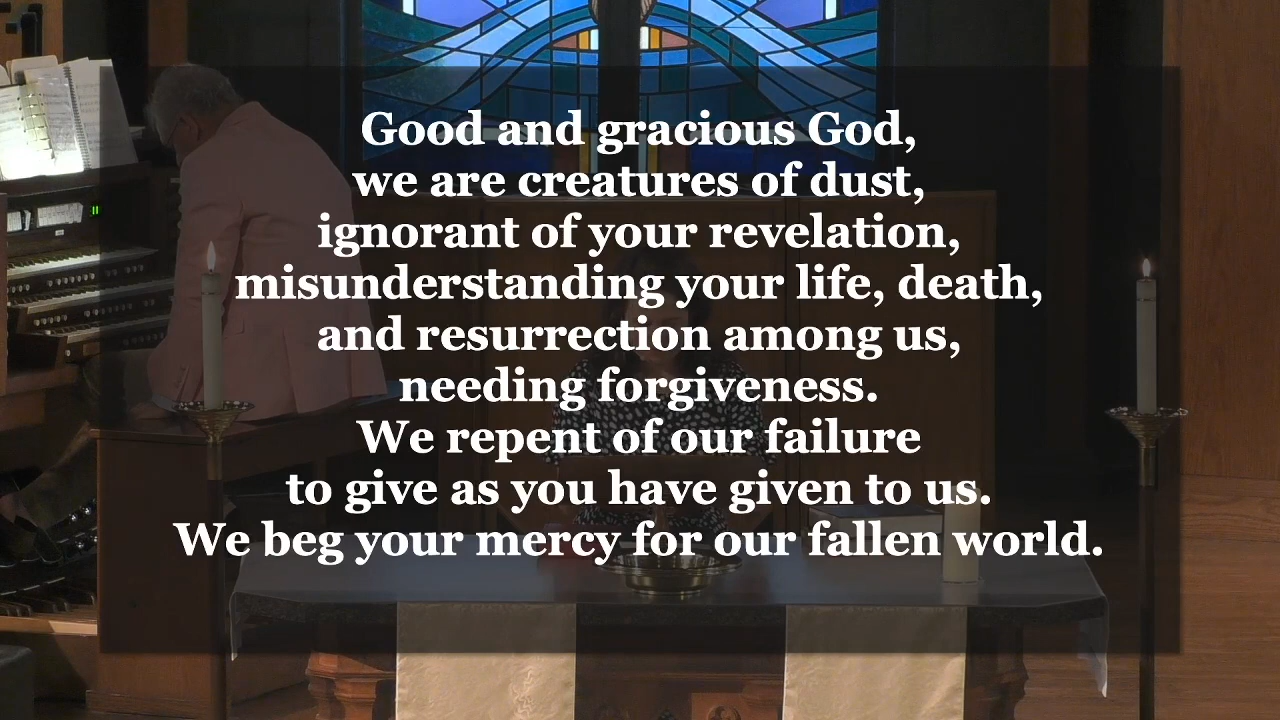 Good and gracious God,
we are creatures of dust,
ignorant of your revelation,
misunderstanding your life, death,
and resurrection among us,
needing forgiveness.
We repent of our failure
to give as you have given to us.
We beg your mercy for our fallen world.